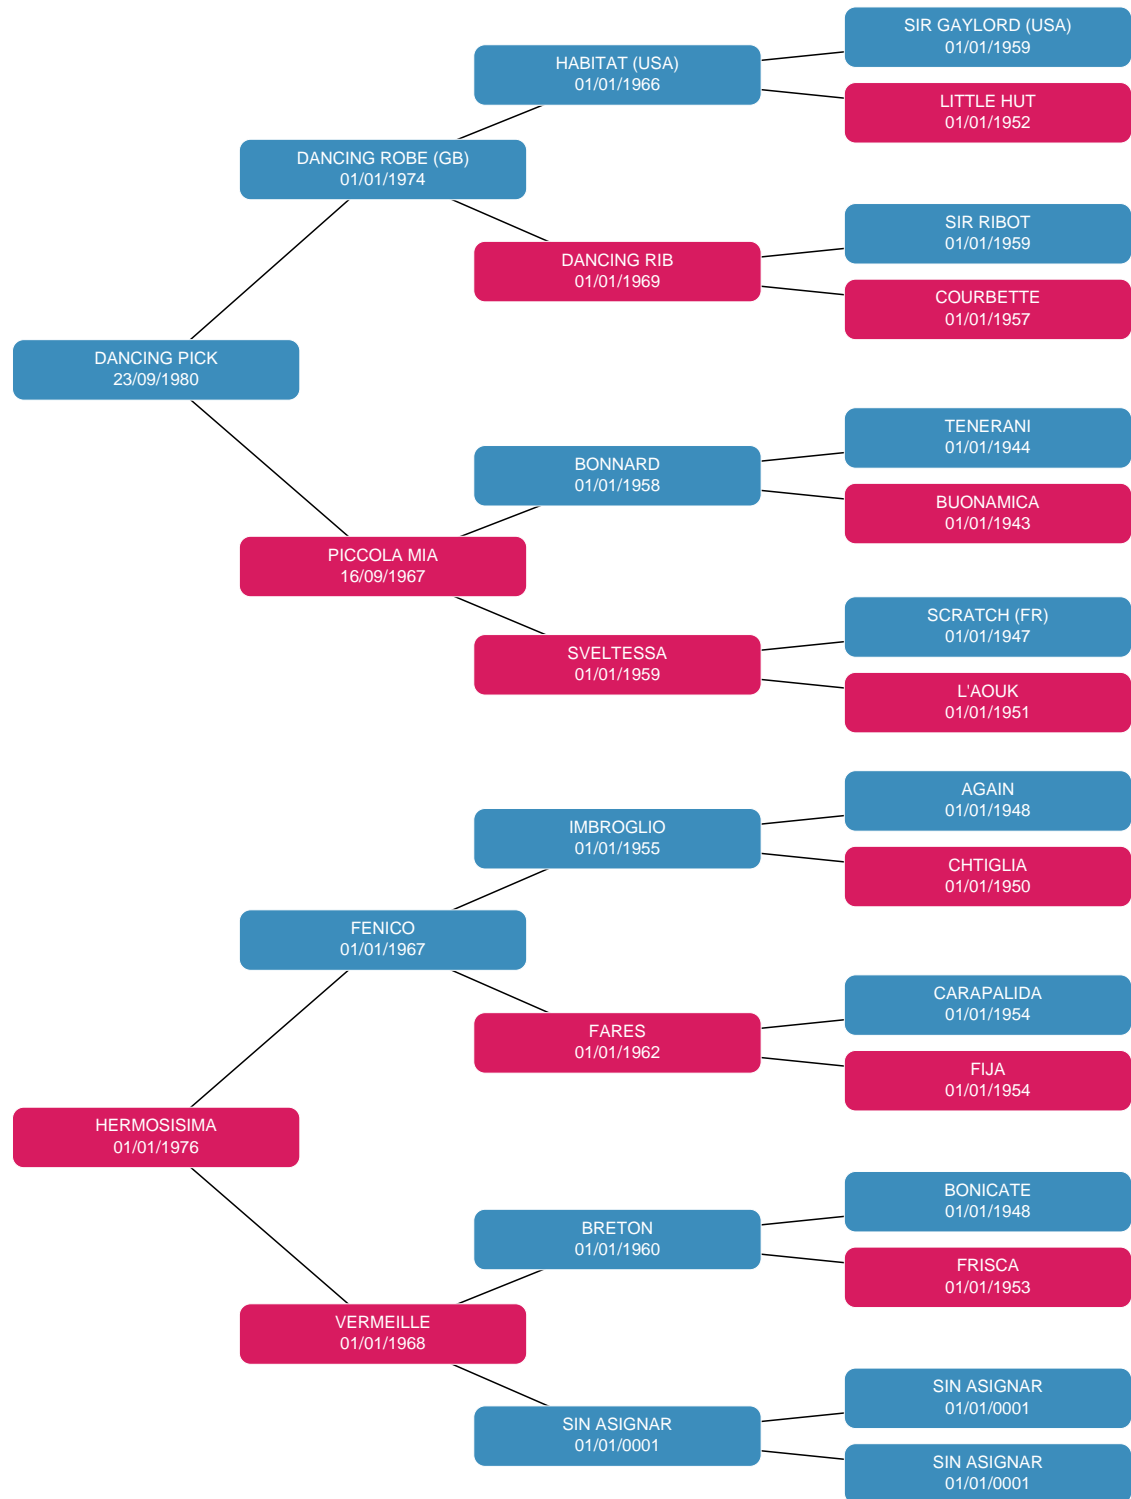 SIR GAYLORD (USA)
01/01/1959
HABITAT (USA)
01/01/1966
LITTLE HUT
01/01/1952
DANCING ROBE (GB)
01/01/1974
SIR RIBOT
01/01/1959
DANCING RIB
01/01/1969
COURBETTE
01/01/1957
DANCING PICK
23/09/1980
TENERANI
01/01/1944
BONNARD
01/01/1958
BUONAMICA
01/01/1943
PICCOLA MIA
16/09/1967
SCRATCH (FR)
01/01/1947
SVELTESSA
01/01/1959
L'AOUK
01/01/1951
AGAIN
01/01/1948
IMBROGLIO
01/01/1955
CHTIGLIA
01/01/1950
FENICO
01/01/1967
CARAPALIDA
01/01/1954
FARES
01/01/1962
FIJA
01/01/1954
HERMOSISIMA
01/01/1976
BONICATE
01/01/1948
BRETON
01/01/1960
FRISCA
01/01/1953
VERMEILLE
01/01/1968
SIN ASIGNAR
01/01/0001
SIN ASIGNAR
01/01/0001
SIN ASIGNAR
01/01/0001